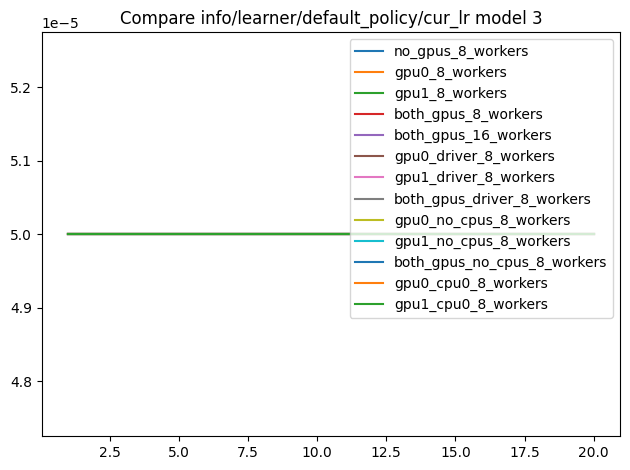 Compare info/learner/default_policy/cur_lr model 3
1e−5
no_gpus_8_workers
gpu0_8_workers
gpu1_8_workers
both_gpus_8_workers
both_gpus_16_workers
gpu0_driver_8_workers
gpu1_driver_8_workers
both_gpus_driver_8_workers
gpu0_no_cpus_8_workers
gpu1_no_cpus_8_workers
both_gpus_no_cpus_8_workers
gpu0_cpu0_8_workers
gpu1_cpu0_8_workers
5.2
5.1
5.0
4.9
4.8
2.5 5.0 7.5 10.0 12.5 15.0 17.5 20.0